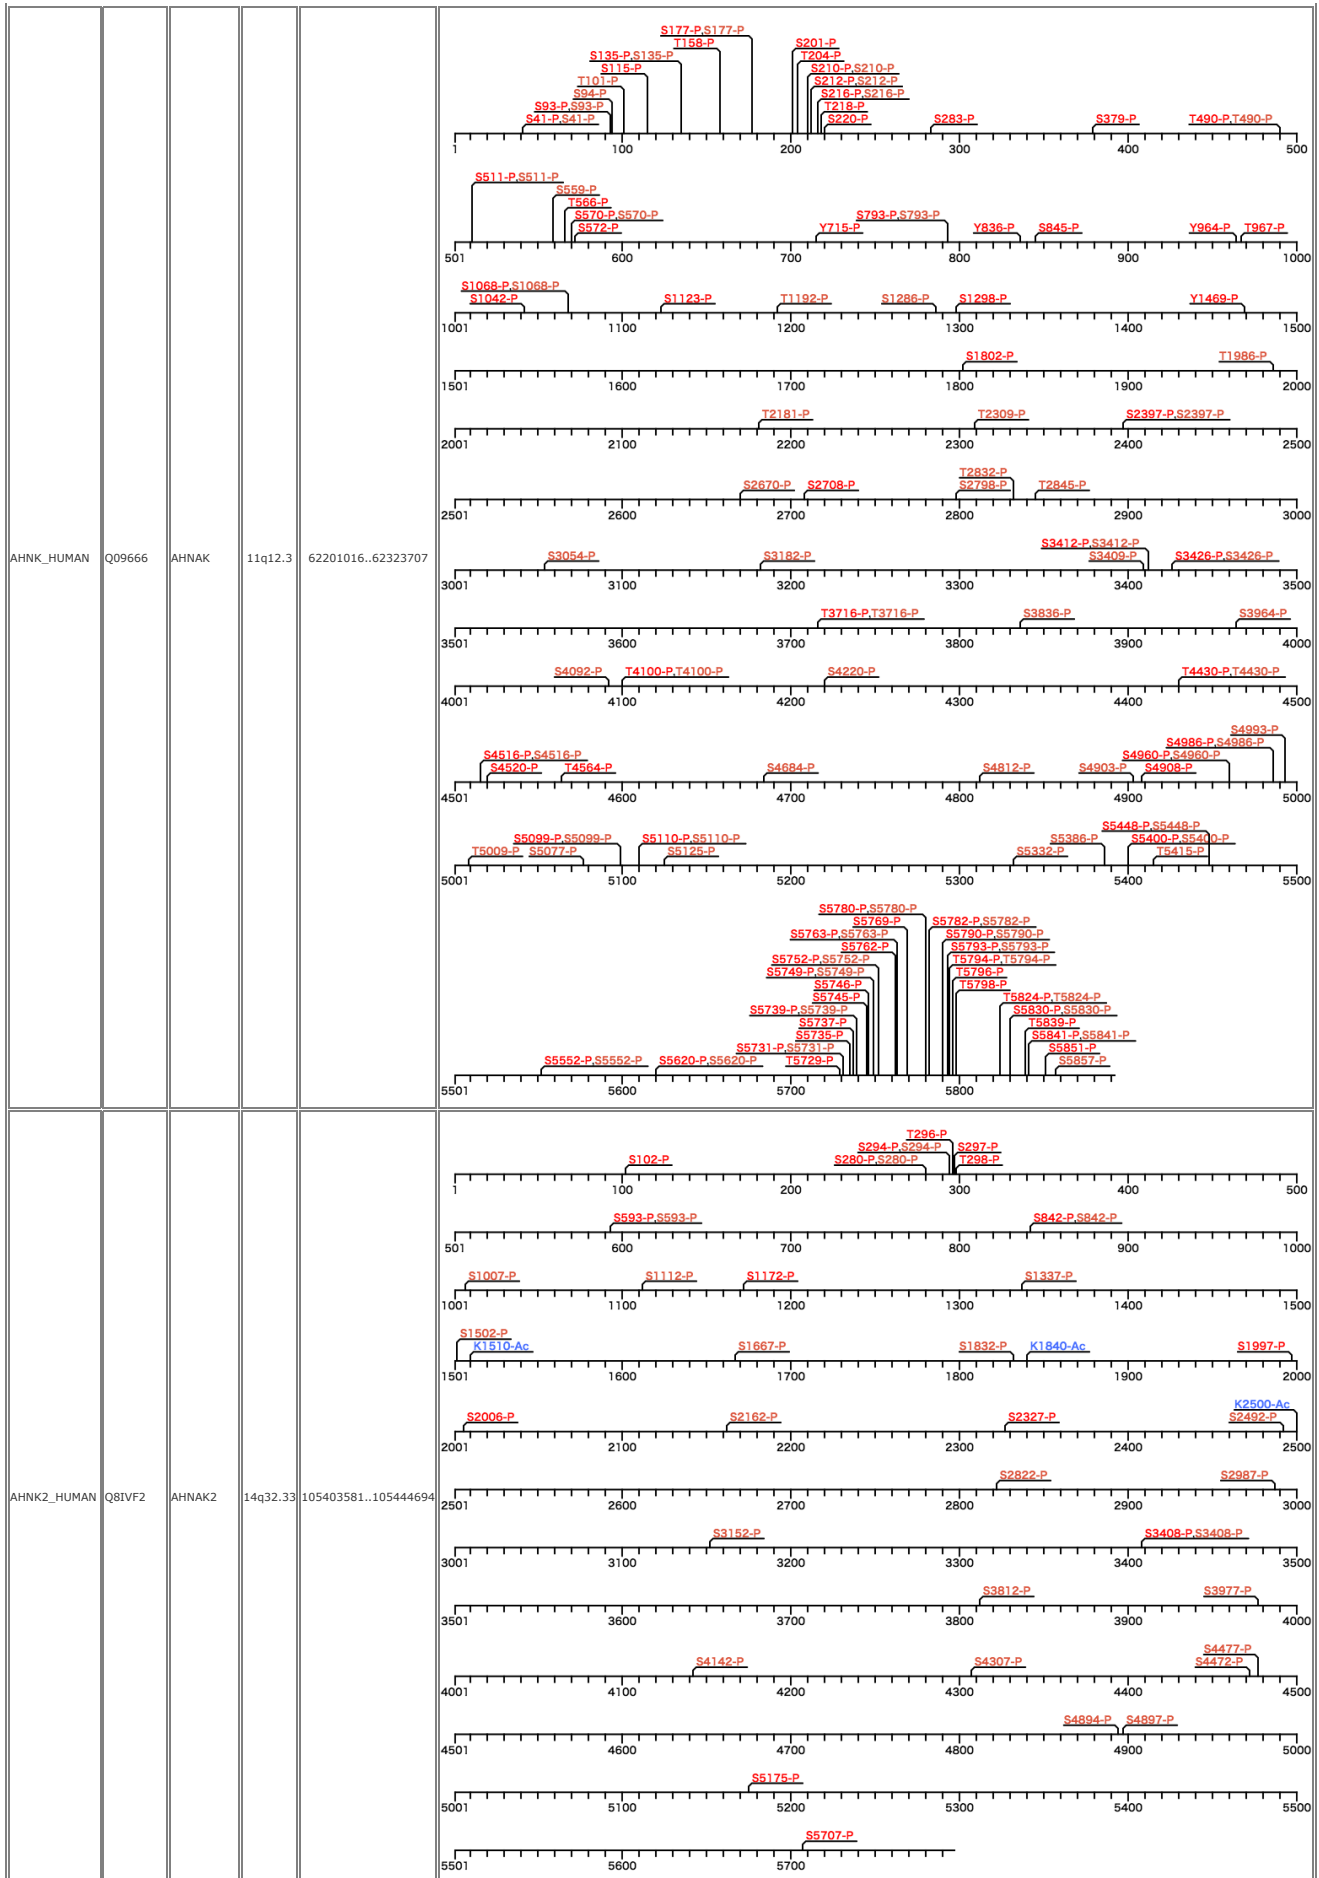 S177-P,S177-P
T158-P S201-P
S135-P,S135-P T204-P
S115-P S210-P,S210-P
T101-P S212-P,S212-P
S94-P S216-P,S216-P
S93-P,S93-P T218-P
S41-P,S41-P S220-P S283-P S379-P T490-P,T490-P
1 100 200 300 400 500
S511-P,S511-P
S559-P
T566-P
S570-P,S570-P S793-P,S793-P
S572-P Y715-P Y836-P S845-P Y964-P T967-P
501 600 700 800 900 1000
S1068-P,S1068-P
S1042-P S1123-P T1192-P S1286-P S1298-P Y1469-P
1001 1100 1200 1300 1400 1500
S1802-P T1986-P
1501 1600 1700 1800 1900 2000
T2181-P T2309-P S2397-P,S2397-P
2001 2100 2200 2300 2400 2500
T2832-P
S2670-P S2708-P S2798-P T2845-P
2501 2600 2700 2800 2900 3000
S3412-P,S3412-P
AHNK_HUMAN Q09666 AHNAK 11q12.3 62201016..62323707 S3054-P S3182-P S3409-P S3426-P,S3426-P
3001 3100 3200 3300 3400 3500
T3716-P,T3716-P S3836-P S3964-P
3501 3600 3700 3800 3900 4000
S4092-P T4100-P,T4100-P S4220-P T4430-P,T4430-P
4001 4100 4200 4300 4400 4500
S4993-P
S4986-P,S4986-P
S4516-P,S4516-P S4960-P,S4960-P
S4520-P T4564-P S4684-P S4812-P S4903-P S4908-P
4501 4600 4700 4800 4900 5000
S5448-P,S5448-P
S5099-P,S5099-P S5110-P,S5110-P S5386-P S5400-P,S5400-P
T5009-P S5077-P S5125-P S5332-P T5415-P
5001 5100 5200 5300 5400 5500
S5780-P,S5780-P
S5769-P S5782-P,S5782-P
S5763-P,S5763-P S5790-P,S5790-P
S5762-P S5793-P,S5793-P
S5752-P,S5752-P T5794-P,T5794-P
S5749-P,S5749-P T5796-P
S5746-P T5798-P
S5745-P T5824-P,T5824-P
S5739-P,S5739-P S5830-P,S5830-P
S5737-P T5839-P
S5735-P S5841-P,S5841-P
S5731-P,S5731-P S5851-P
S5552-P,S5552-P S5620-P,S5620-P T5729-P S5857-P
5501 5600 5700 5800
T296-P
S294-P,S294-P S297-P
S102-P S280-P,S280-P T298-P
1 100 200 300 400 500
S593-P,S593-P S842-P,S842-P
501 600 700 800 900 1000
S1007-P S1112-P S1172-P S1337-P
1001 1100 1200 1300 1400 1500
S1502-P
K1510-Ac S1667-P S1832-P K1840-Ac S1997-P
1501 1600 1700 1800 1900 2000
K2500-Ac
S2006-P S2162-P S2327-P S2492-P
2001 2100 2200 2300 2400 2500
S2822-P S2987-P
AHNK2_HUMAN Q8IVF2 AHNAK2 14q32.33 105403581..105444694
2501 2600 2700 2800 2900 3000
S3152-P S3408-P,S3408-P
3001 3100 3200 3300 3400 3500
S3812-P S3977-P
3501 3600 3700 3800 3900 4000
S4477-P
S4142-P S4307-P S4472-P
4001 4100 4200 4300 4400 4500
S4894-P S4897-P
4501 4600 4700 4800 4900 5000
S5175-P
5001 5100 5200 5300 5400 5500
S5707-P
5501 5600 5700